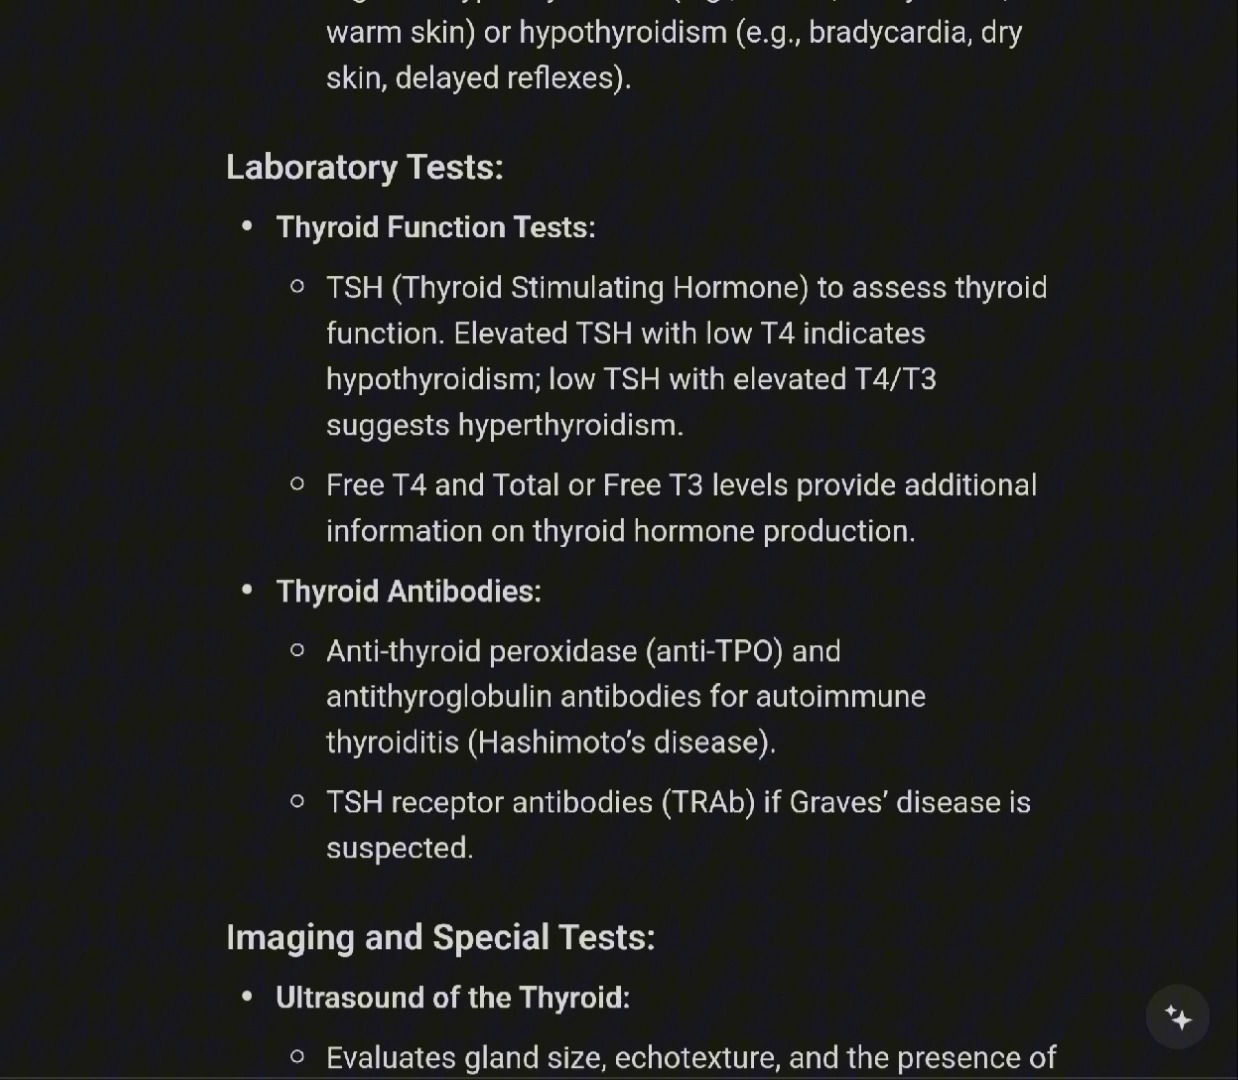 warm skin) or hypothyroidism (e.g., bradycardia, dry
skin, delayed reflexes).
Laboratory Tests:
• Thyroid Function Tests:
○ TSH (Thyroid Stimulating Hormone) to assess thyroid
function. Elevated TSH with low T4 indicates
hypothyroidism; low TSH with elevated T4/T3
suggests hyperthyroidism.
○ Free T4 and Total or Free T3 levels provide additional
information on thyroid hormone production.
• Thyroid Antibodies:
○ Anti-thyroid peroxidase (anti-TPO) and
antithyroglobulin antibodies for autoimmune
thyroiditis (Hashimoto’s disease).
○ TSH receptor antibodies (TRAb) if Graves’ disease is
suspected.
Imaging and Special Tests:
• Ultrasound of the Thyroid:
○ Evaluates gland size, echotexture, and the presence of